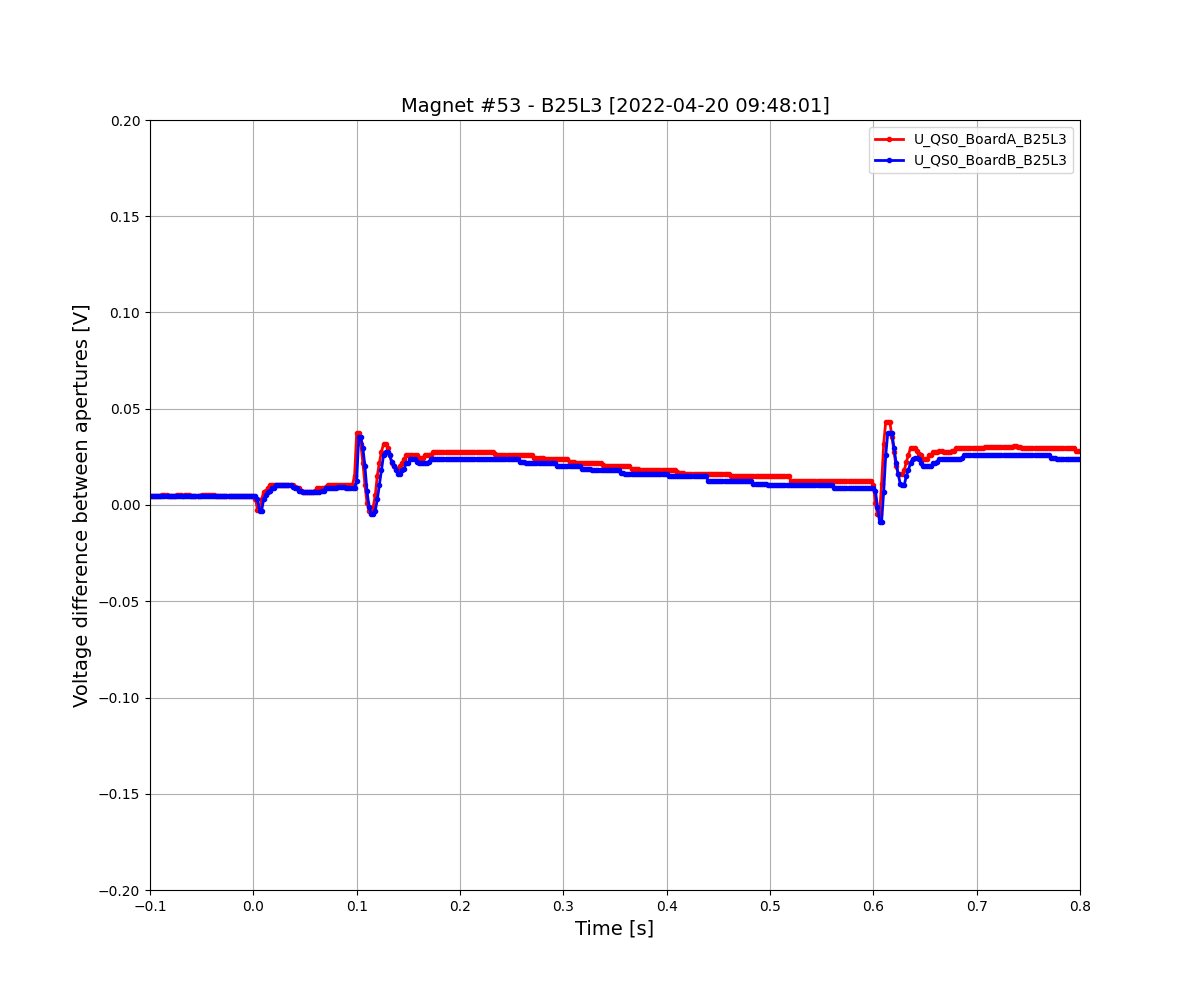 Magnet #53 - B25L3 [2022-04-20 09:48:01]
U_QS0_BoardA_B25L3
U_QS0_BoardB_B25L3
Voltage difference between apertures [V]
0.20
0.15
0.10
0.05
0.00
−0.05
−0.10
−0.15
−0.20
−0.1 0.0 0.1 0.2 0.3 0.4 0.5 0.6 0.7 0.8
Time [s]